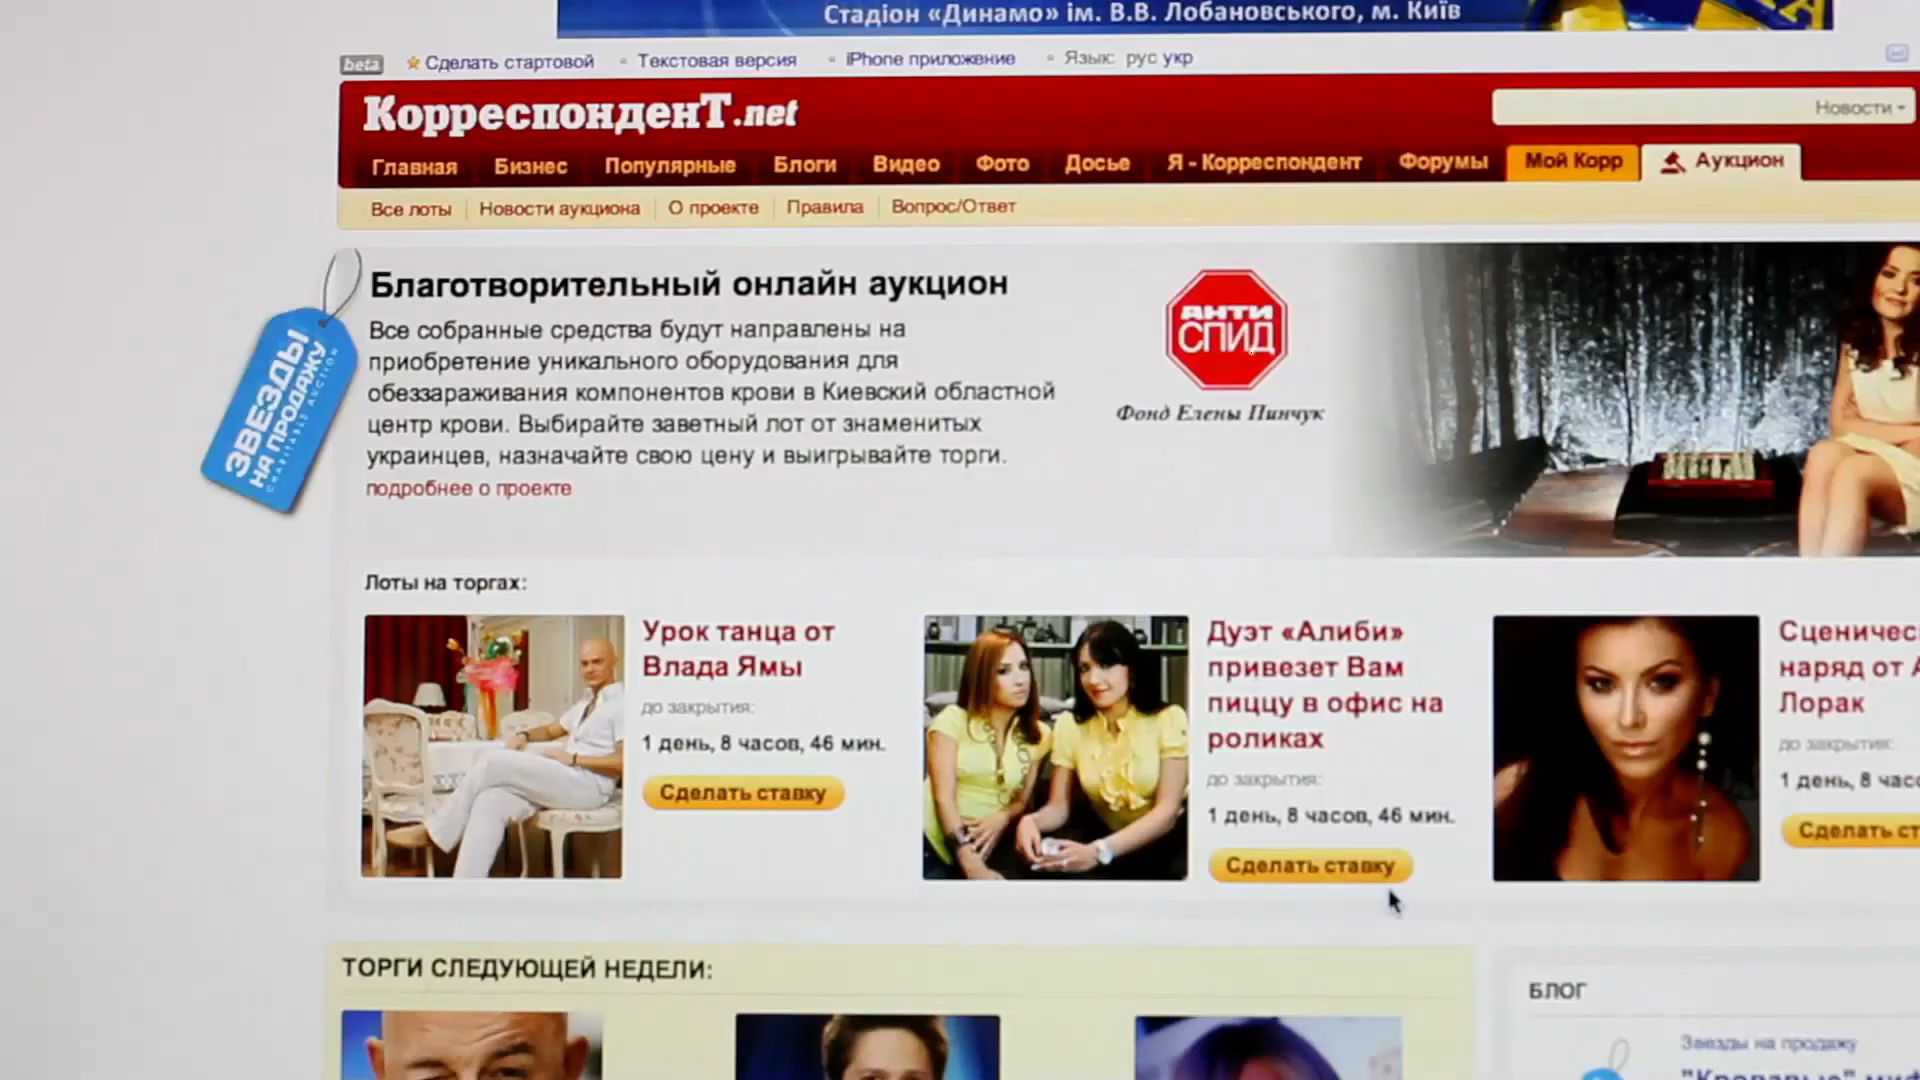 Стадіон «Динамо» ім. В.В. Лобановського, м. Київ
beta
Сделать стартовой
Текстовая версия
iPhone приложение
Язык: рус укр
Корреспондент.net
Новости
Главная
Бизнес
Популярные
Блоги
Видео
Фото
Досье
Я - Корреспондент
Форумы
Мой Корр
Аукцион
Все лоты
Новости аукциона
О проекте
Правила
Вопрос/Ответ
ЗВЕЗДЫ
НА ПРОДАЖУ
CHARITABLE AUCTION
Благотворительный онлайн аукцион
Все собранные средства будут направлены на
приобретение уникального оборудования для
обеззараживания компонентов крови в Киевский областной
центр крови. Выбирайте заветный лот от знаменитых
украинцев, назначайте свою цену и выигрывайте торги.
подробнее о проекте
АНТИ
СПИД
Фонд Елены Пинчук
Лоты на торгах:
Урок танца от
Влада Ямы
до закрытия:
1 день, 8 часов, 46 мин.
Сделать ставку
Дуэт «Алиби»
привезет Вам
пиццу в офис на
роликах
до закрытия:
1 день, 8 часов, 46 мин.
Сделать ставку
наряд от
Лорак
до закрытия:
1 день, 8
Сделать
ТОРГИ СЛЕДУЮЩЕЙ НЕДЕЛИ:
БЛОГ
Звезды на продажу